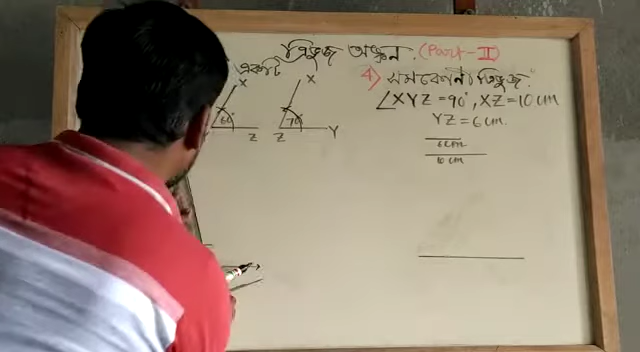 ত্রিভুজ অঙ্কন. (Part-II)
একটি
4) সমকোণী ত্রিভুজ.
∠XYZ = 90°, XZ = 10 cm
YZ = 6 cm.
X
60°
Z
X
70°
Z
Y
6 cm
10 cm